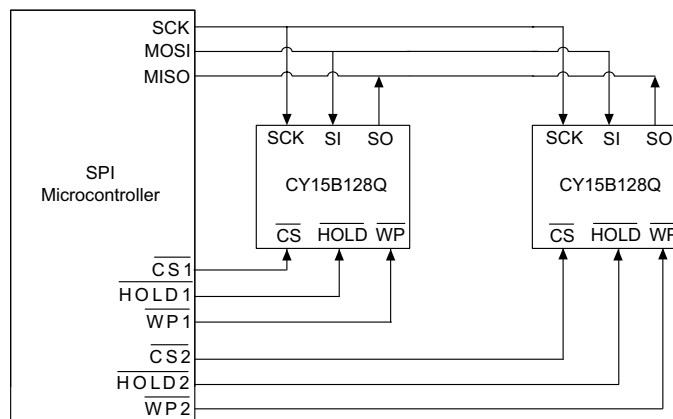 SCK
MOSI
MISO
SCK SI SO
SCK SI SO
SPI
Microcontroller
CY15B128Q
CY15B128Q
CS HOLD WP
CS HOLD WP
CS1
HOLD1
WP1
CS2
HOLD2
WP2